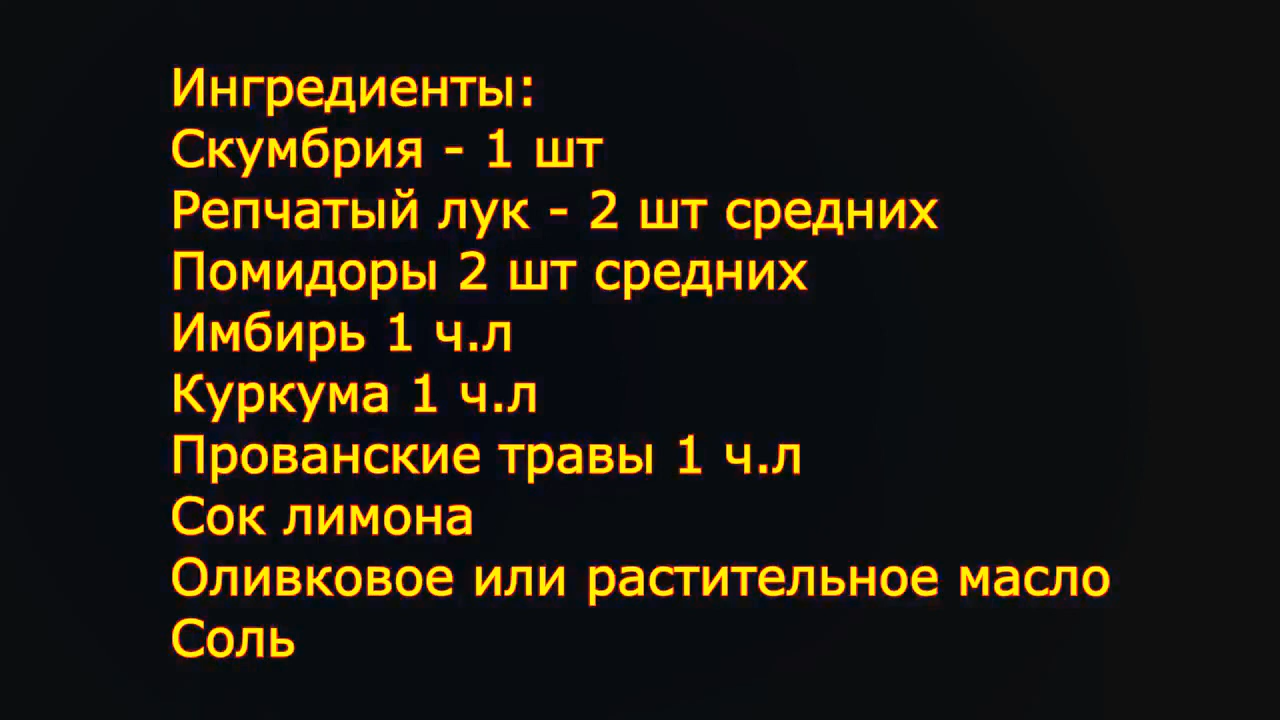 Ингредиенты:
Скумбрия - 1 шт
Репчатый лук - 2 шт средних
Помидоры 2 шт средних
Имбирь 1 ч.л
Куркума 1 ч.л
Прованские травы 1 ч.л
Сок лимона
Оливковое или растительное масло
Соль